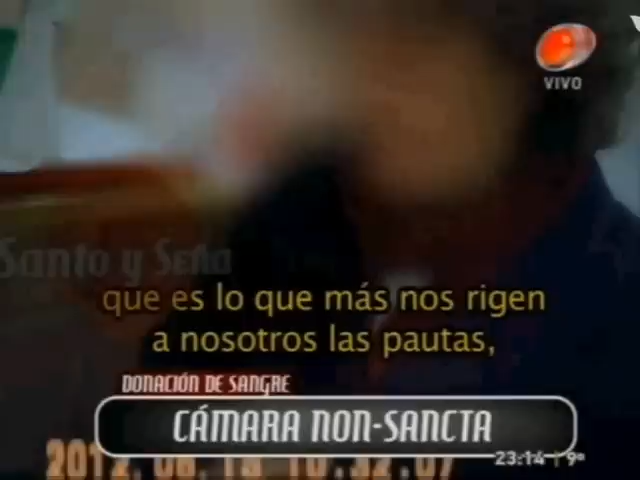 VIVO
Santo y Seña
que es lo que más nos rigen
a nosotros las pautas,
DONACIÓN DE SANGRE
CÁMARA NON-SANCTA
23:14 9º